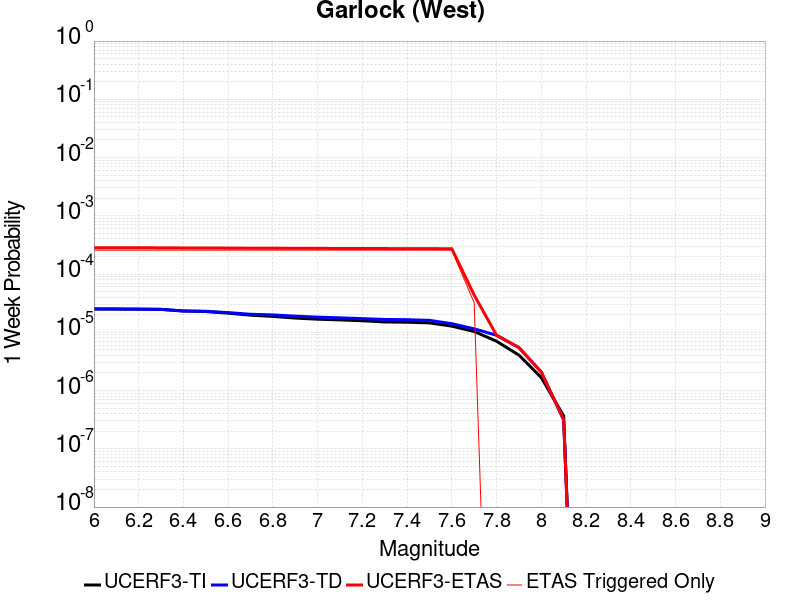 Garlock (West)
10^0
10^-1
10^-2
10^-3
10^-4
10^-5
10^-6
10^-7
10^-8
1 Week Probability
6 6.2 6.4 6.6 6.8 7 7.2 7.4 7.6 7.8 8 8.2 8.4 8.6 8.8 9
Magnitude
UCERF3-TI UCERF3-TD UCERF3-ETAS ETAS Triggered Only